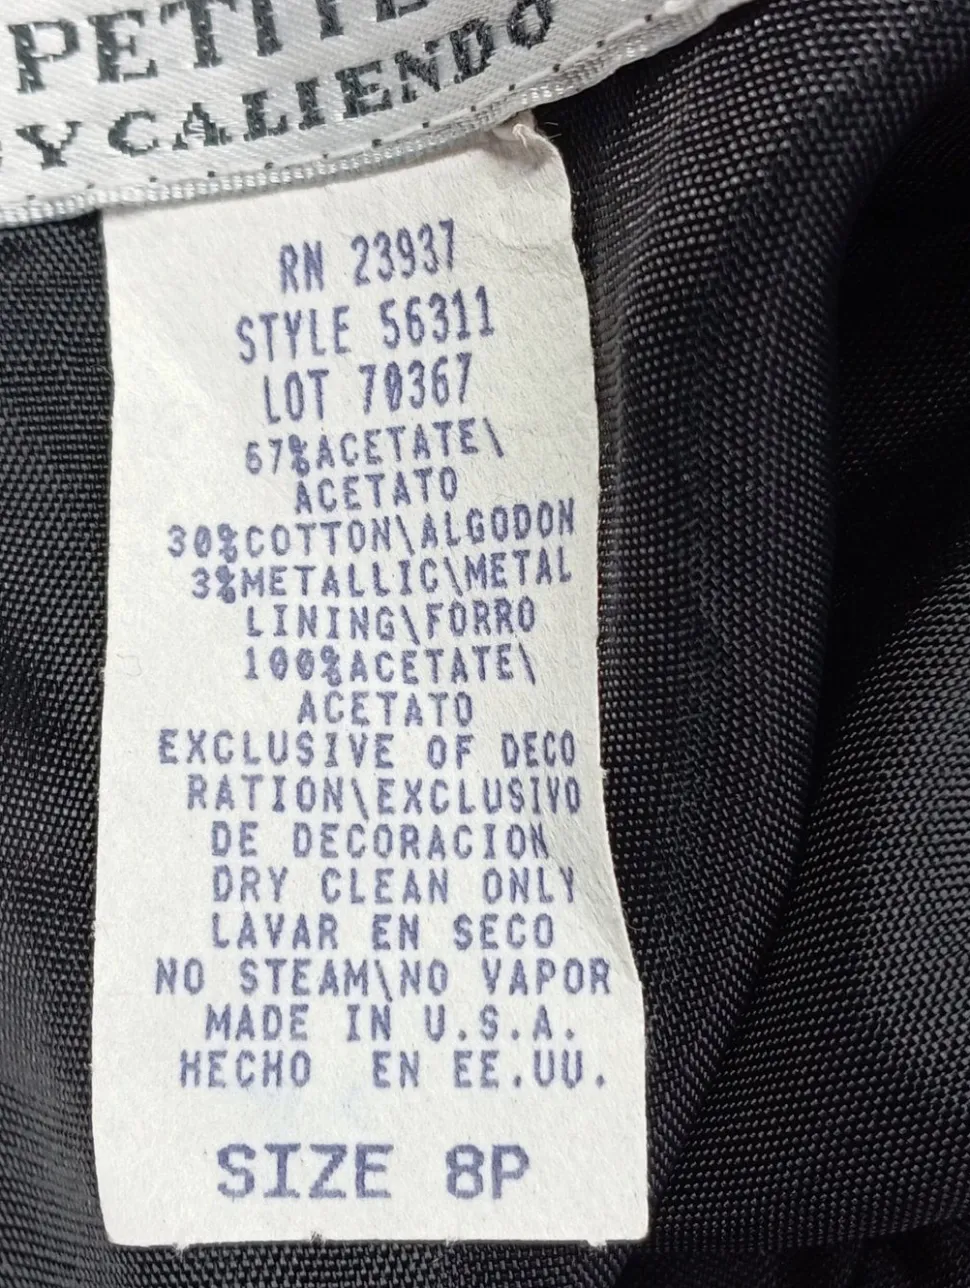 PETITE
BY CALIENDO
RN 23937
STYLE 56311
LOT 70367
67%ACETATE\
ACETATO
30%COTTON\ALGODON
3%METALLIC\METAL
LINING\FORRO
100%ACETATE\
ACETATO
EXCLUSIVE OF DECO
RATION\EXCLUSIVO
DE DECORACION
DRY CLEAN ONLY
LAVAR EN SECO
NO STEAM\NO VAPOR
MADE IN U.S.A.
HECHO EN EE.UU.
SIZE 8P